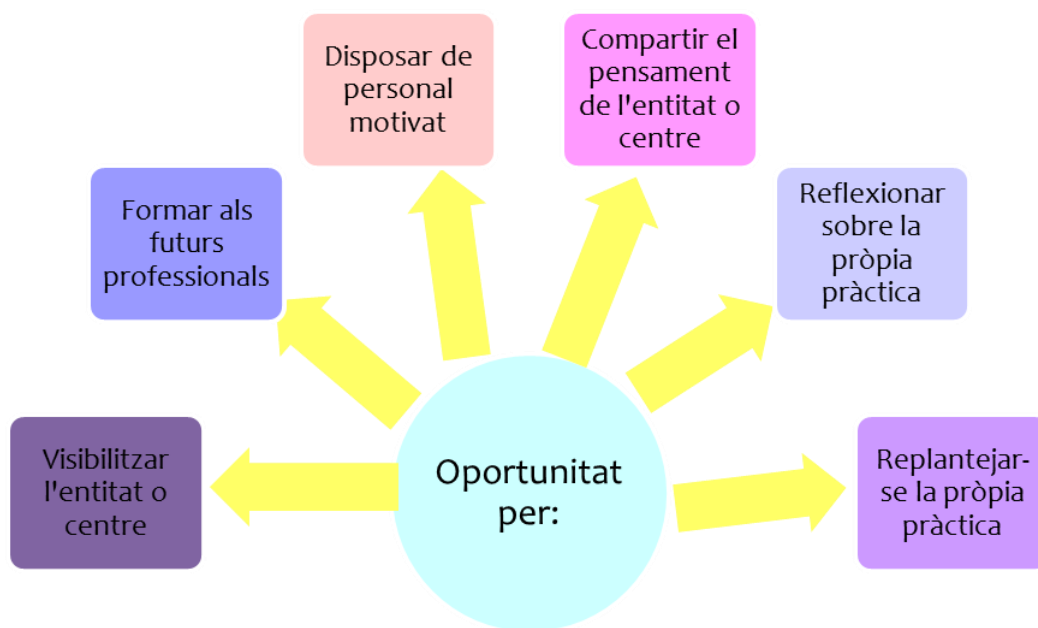 Compartir el
pensament
de l'entitat o
centre
Disposar de
personal
motivat
Formar als
futurs
professionals
Reflexionar
sobre la
pròpia
pràctica
Visibilitzar
l'entitat o
centre
Oportunitat
per:
Replantejar-
se la pròpia
pràctica